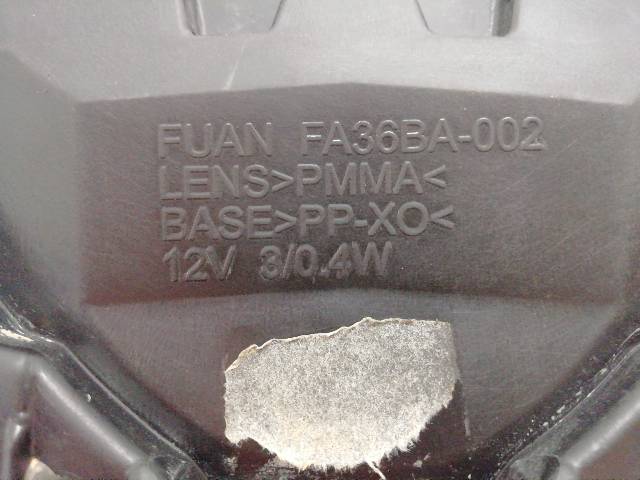 FUAN FA36BA-002
LENS>PMMA<
BASE>PP-XO<
12V 3/0.4W